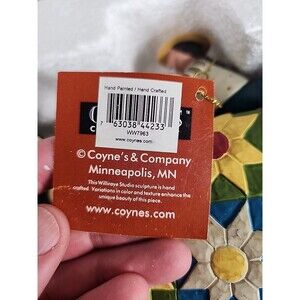 Hand Painted / Hand Crafted
7 63038 44233
WW7963
www.coynes.com
© Coyne's & Company
Minneapolis, MN
This Williraye Studio sculpture is hand
crafted. Variations in color and texture enhance the
unique beauty of this piece.
www.coynes.com